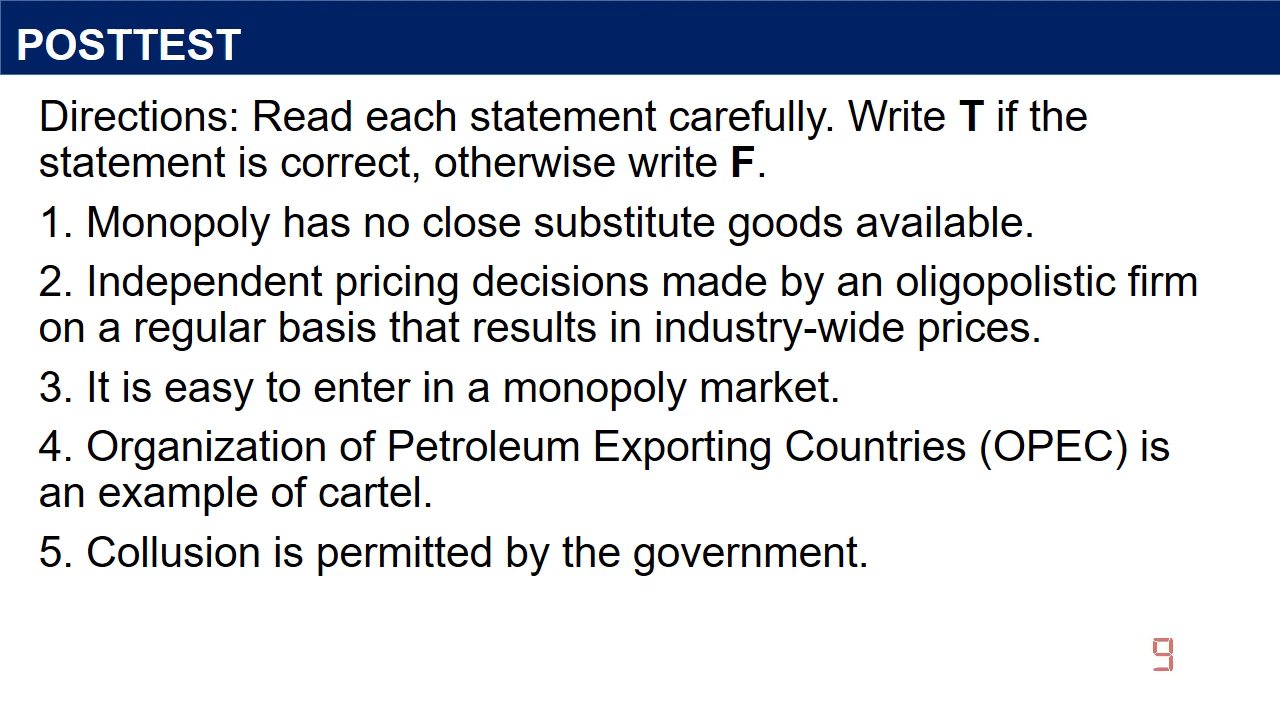 POSTTEST
Directions: Read each statement carefully. Write T if the
statement is correct, otherwise write F.
1. Monopoly has no close substitute goods available.
2. Independent pricing decisions made by an oligopolistic firm
on a regular basis that results in industry-wide prices.
3. It is easy to enter in a monopoly market.
4. Organization of Petroleum Exporting Countries (OPEC) is
an example of cartel.
5. Collusion is permitted by the government.
9